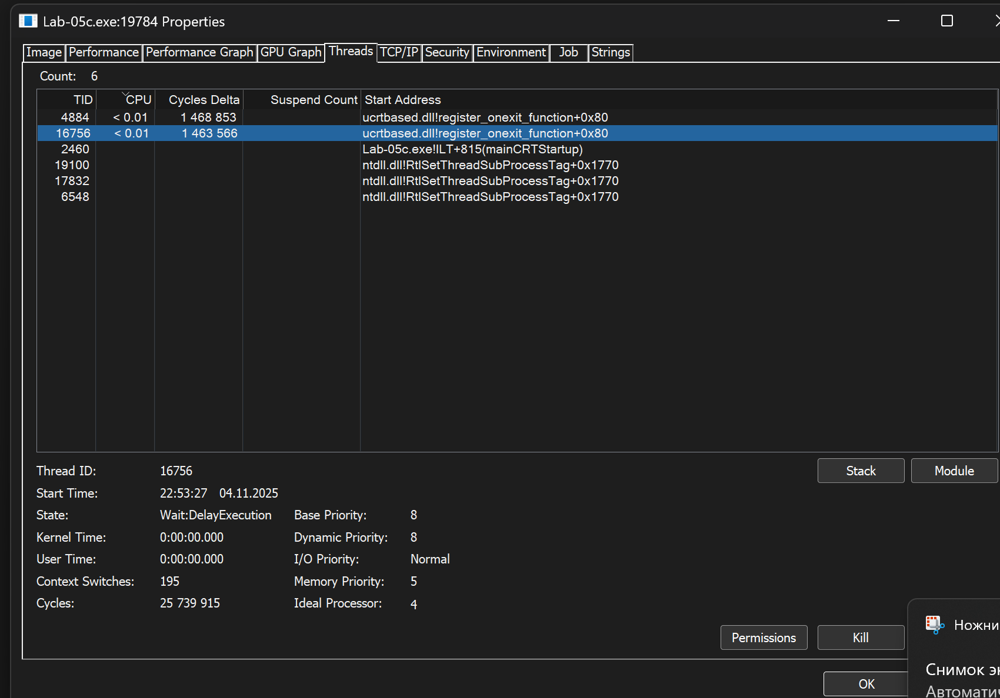 Lab-05c.exe:19784 Properties
Image Performance Performance Graph GPU Graph Threads TCP/IP Security Environment Job Strings
Count: 6
TID CPU Cycles Delta Suspend Count Start Address
4884 < 0.01 1 468 853 ucrtbased.dll!register_onexit_function+0x80
16756 < 0.01 1 463 566 ucrtbased.dll!register_onexit_function+0x80
2460 Lab-05c.exe!ILT+815(mainCRTStartup)
19100 ntdll.dll!RtlSetThreadSubProcessTag+0x1770
17832 ntdll.dll!RtlSetThreadSubProcessTag+0x1770
6548 ntdll.dll!RtlSetThreadSubProcessTag+0x1770
Thread ID: 16756 Stack Module
Start Time: 22:53:27 04.11.2025
State: Wait:DelayExecution Base Priority: 8
Kernel Time: 0:00:00.000 Dynamic Priority: 8
User Time: 0:00:00.000 I/O Priority: Normal
Context Switches: 195 Memory Priority: 5
Cycles: 25 739 915 Ideal Processor: 4
Ножни
Permissions Kill
Снимок эк
OK
Автомати